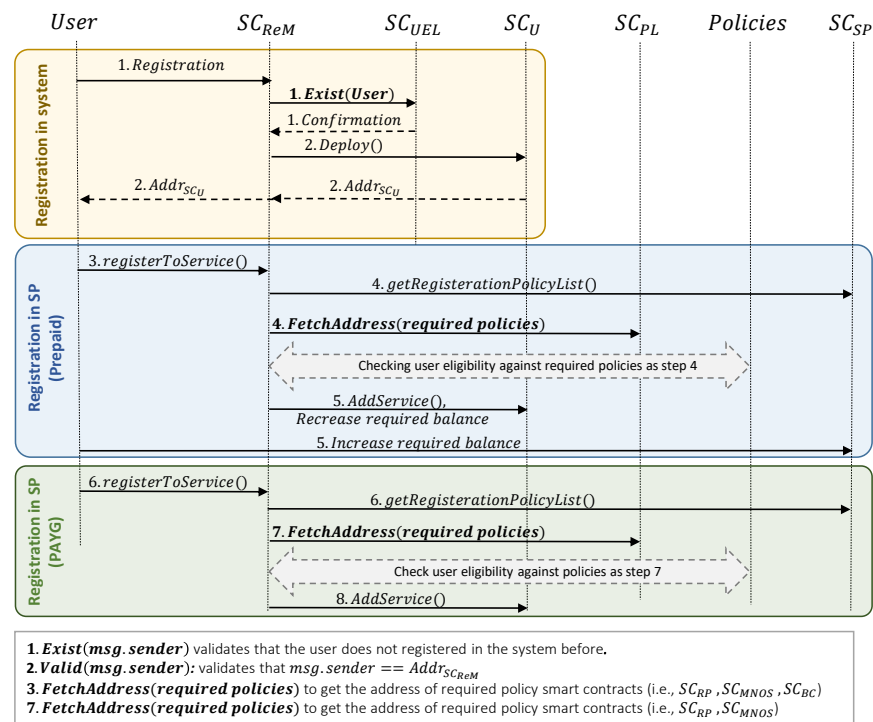 User SC_ReM SC_UEL SC_U SC_PL Policies SC_SP
Registration in system
1. Registration
1. Exist(User)
1. Confirmation
2. Deploy()
2. Addr_SC_U 2. Addr_SC_U
Registration in SP
(Prepaid)
3. registerToService()
4. getRegisterationPolicyList()
4. FetchAddress(required policies)
Checking user eligibility against required policies as step 4
5. AddService(),
Recrease required balance
5. Increase required balance
Registration in SP
(PAYG)
6. registerToService()
6. getRegisterationPolicyList()
7. FetchAddress(required policies)
Check user eligibility against policies as step 7
8. AddService()
1. Exist(msg.sender) validates that the user does not registered in the system before.
2. Valid(msg.sender): validates that msg.sender == Addr_SC_ReM
3. FetchAddress(required policies) to get the address of required policy smart contracts (i.e., SC_RP, SC_MNOS, SC_BC)
7. FetchAddress(required policies) to get the address of required policy smart contracts (i.e., SC_RP, SC_MNOS)